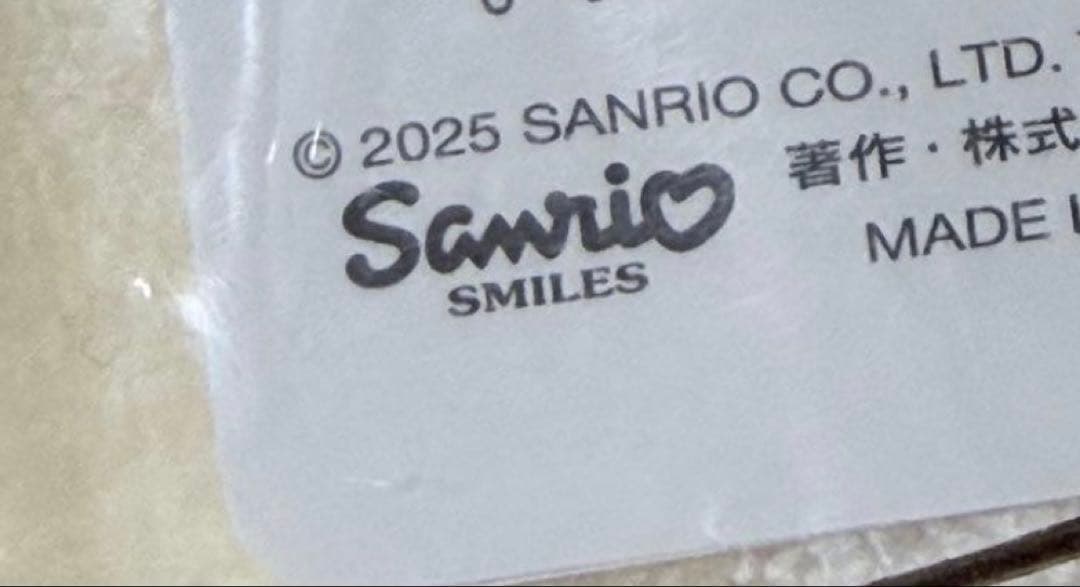 © 2025 SANRIO CO., LTD.
著作・株式
Sanrio
SMILES
MADE